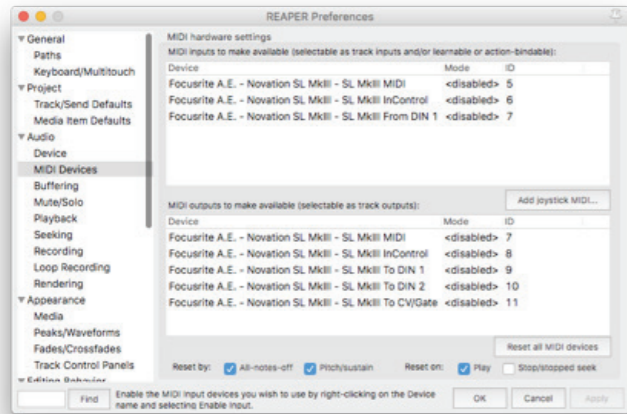 REAPER Preferences
General
Paths
Keyboard/Multitouch
Project
Track/Send Defaults
Media Item Defaults
Audio
Device
MIDI Devices
Buffering
Mute/Solo
Playback
Seeking
Recording
Loop Recording
Rendering
Appearance
Media
Peaks/Waveforms
Fades/Crossfades
Track Control Panels
Editing Behavior
Find
MIDI hardware settings
MIDI inputs to make available (selectable as track inputs and/or learnable or action-bindable):
Device Mode ID
Focusrite A.E. - Novation SL MkIII - SL MkIII MIDI <disabled> 5
Focusrite A.E. - Novation SL MkIII - SL MkIII InControl <disabled> 6
Focusrite A.E. - Novation SL MkIII - SL MkIII From DIN 1 <disabled> 7
Add joystick MIDI...
MIDI outputs to make available (selectable as track outputs):
Device Mode ID
Focusrite A.E. - Novation SL MkIII - SL MkIII MIDI <disabled> 7
Focusrite A.E. - Novation SL MkIII - SL MkIII InControl <disabled> 8
Focusrite A.E. - Novation SL MkIII - SL MkIII To DIN 1 <disabled> 9
Focusrite A.E. - Novation SL MkIII - SL MkIII To DIN 2 <disabled> 10
Focusrite A.E. - Novation SL MkIII - SL MkIII To CV/Gate <disabled> 11
Reset all MIDI devices
Reset by: All-notes-off Pitch/sustain Reset on: Play Stop/stopped seek
Enable the MIDI input devices you wish to use by right-clicking on the Device
name and selecting Enable Input.
OK Cancel Apply